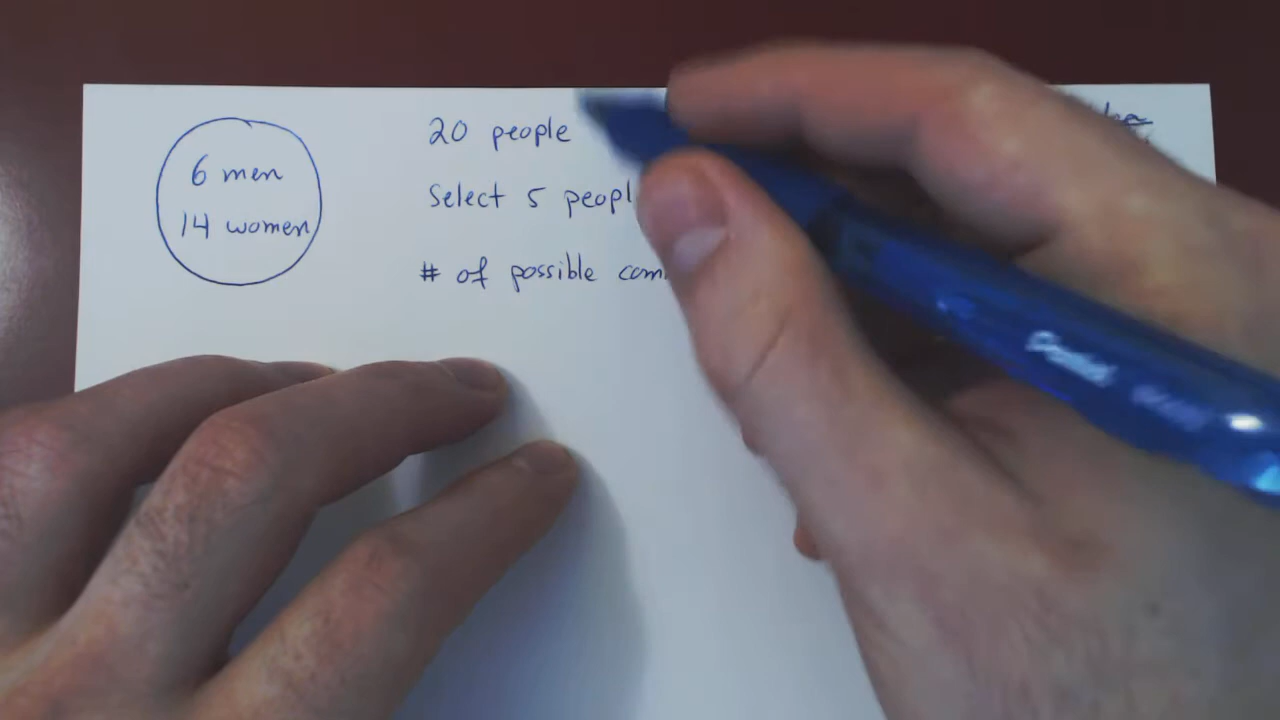 6 men
14 women
20 people
Select 5 peopl
# of possible com